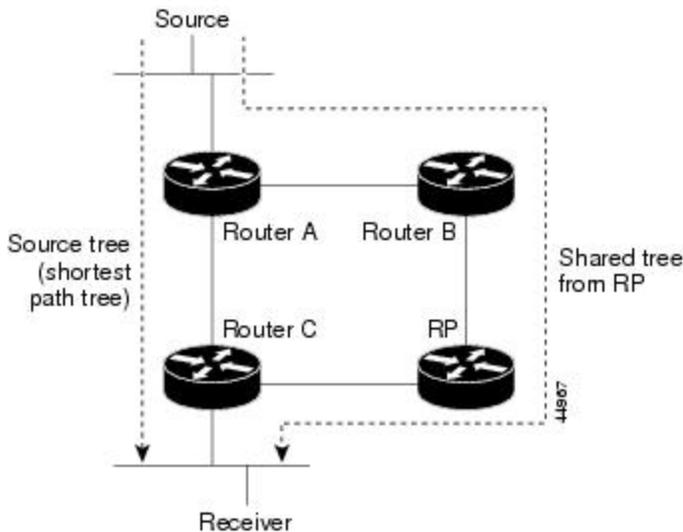 Source
Router A
Router B
Source tree
(shortest
path tree)
Shared tree
from RP
Router C
RP
44967
Receiver